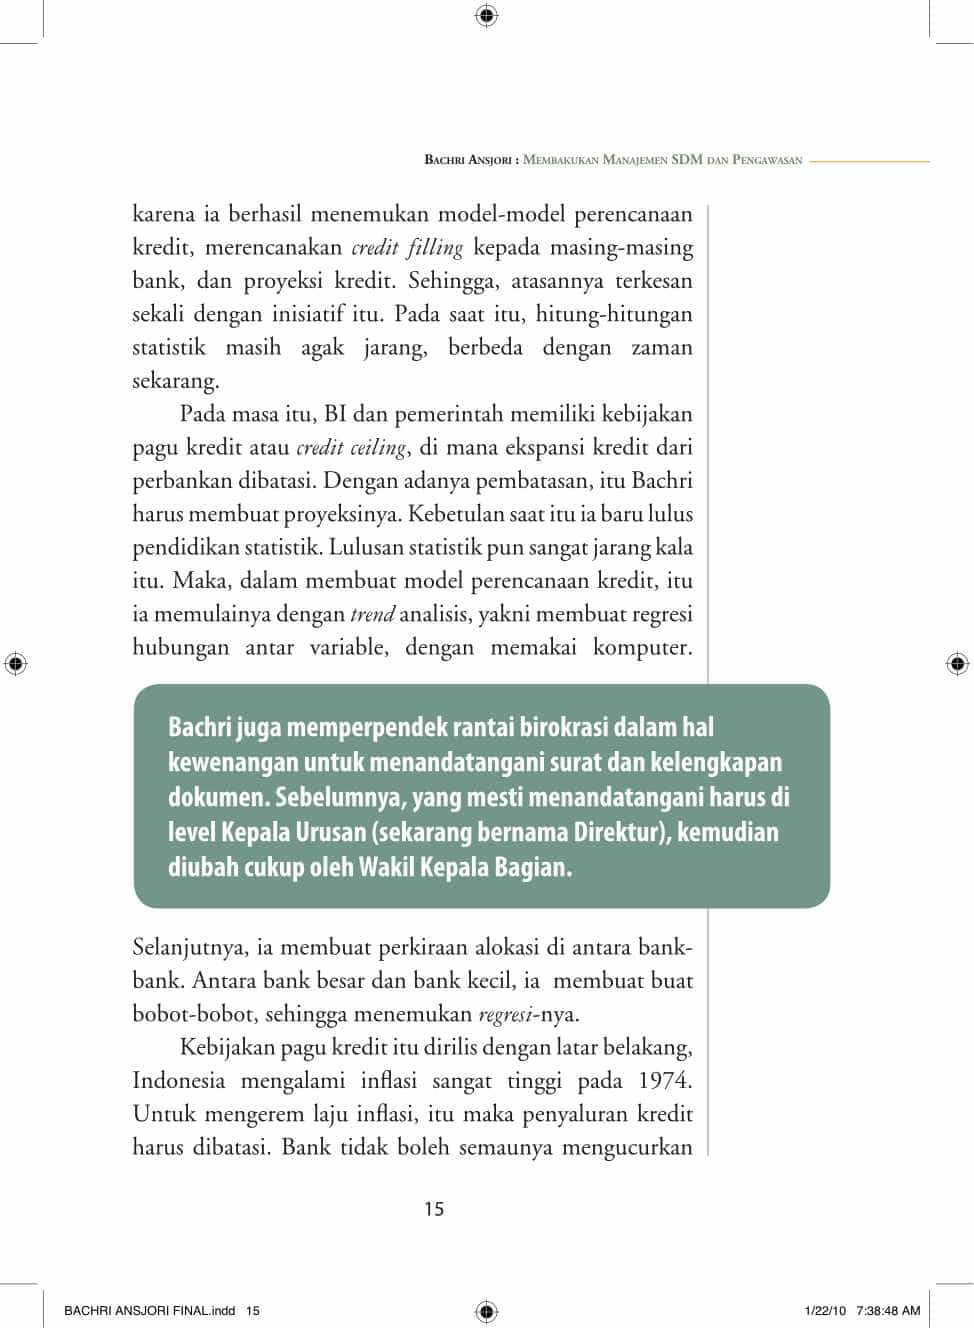 Bachri Ansjori : Membakukan Manajemen SDM dan Pengawasan
karena ia berhasil menemukan model-model perencanaan
kredit, merencanakan credit filling kepada masing-masing
bank, dan proyeksi kredit. Sehingga, atasannya terkesan
sekali dengan inisiatif itu. Pada saat itu, hitung-hitungan
statistik masih agak jarang, berbeda dengan zaman
sekarang.
Pada masa itu, BI dan pemerintah memiliki kebijakan
pagu kredit atau credit ceiling, di mana ekspansi kredit dari
perbankan dibatasi. Dengan adanya pembatasan, itu Bachri
harus membuat proyeksinya. Kebetulan saat itu ia baru lulus
pendidikan statistik. Lulusan statistik pun sangat jarang kala
itu. Maka, dalam membuat model perencanaan kredit, itu
ia memulainya dengan trend analisis, yakni membuat regresi
hubungan antar variable, dengan memakai komputer.
Bachri juga memperpendek rantai birokrasi dalam hal
kewenangan untuk menandatangani surat dan kelengkapan
dokumen. Sebelumnya, yang mesti menandatangani harus di
level Kepala Urusan (sekarang bernama Direktur), kemudian
diubah cukup oleh Wakil Kepala Bagian.
Selanjutnya, ia membuat perkiraan alokasi di antara bank-
bank. Antara bank besar dan bank kecil, ia  membuat buat
bobot-bobot, sehingga menemukan regresi-nya.
Kebijakan pagu kredit itu dirilis dengan latar belakang,
Indonesia mengalami inflasi sangat tinggi pada 1974.
Untuk mengerem laju inflasi, itu maka penyaluran kredit
harus dibatasi. Bank tidak boleh semaunya mengucurkan
15
BACHRI ANSJORI FINAL.indd   15
1/22/10   7:38:48 AM